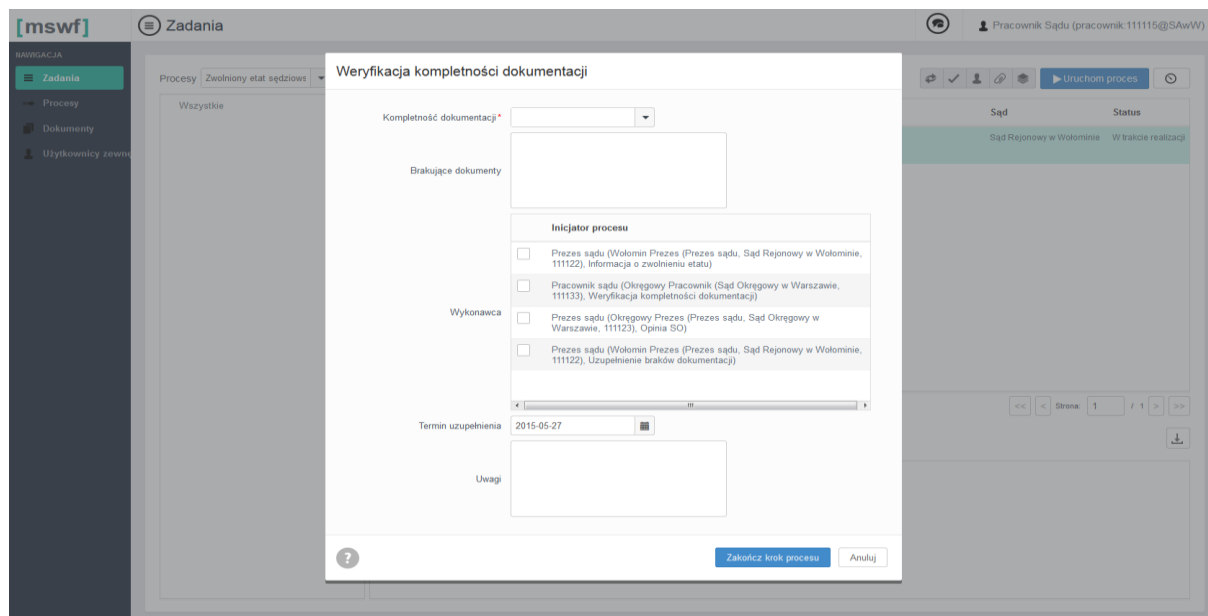 [mswf]
Zadania
Pracownik Sądu (pracownik:111115@SAwW)
NAWIGACJA
Zadania
Procesy
Dokumenty
Użytkownicy zewnę
Procesy Zwolniony etat sędziows
Uruchom proces
Wszystkie
Sąd Status
Sąd Rejonowy w Wołominie W trakcie realizacji
<< < Strona: 1 / 1 > >>
Weryfikacja kompletności dokumentacji
Kompletność dokumentacji*
Brakujące dokumenty
Wykonawca
Inicjator procesu
Prezes sądu (Wołomin Prezes (Prezes sądu, Sąd Rejonowy w Wołominie,
111122), Informacja o zwolnieniu etatu)
Pracownik sądu (Okręgowy Pracownik (Sąd Okręgowy w Warszawie,
111133), Weryfikacja kompletności dokumentacji)
Prezes sądu (Okręgowy Prezes (Prezes sądu, Sąd Okręgowy w
Warszawie, 111123), Opinia SO)
Prezes sądu (Wołomin Prezes (Prezes sądu, Sąd Rejonowy w Wołominie,
111122), Uzupełnienie braków dokumentacji)
Termin uzupełnienia 2015-05-27
Uwagi
?
Zakończ krok procesu Anuluj